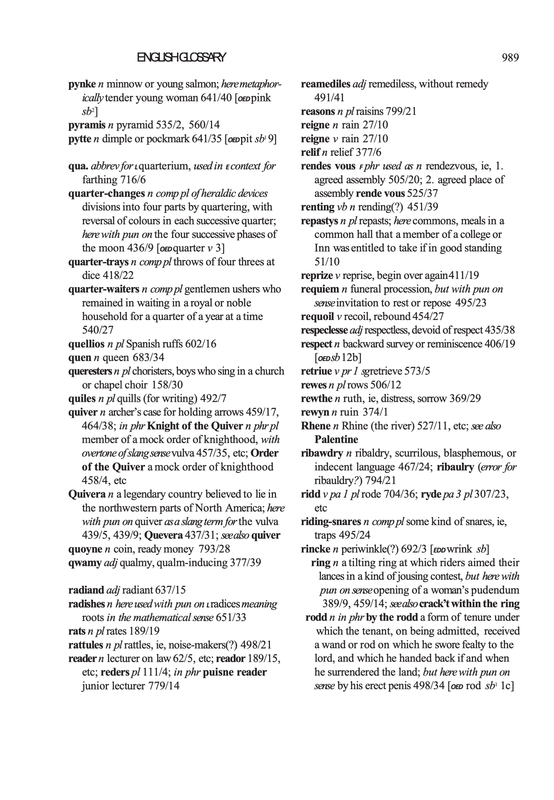 ENGLISH GLOSSARY 989
pynke n minnow or young salmon; here metaphor-
ically tender young woman 641/40 [OED pink
sb²]
pyramis n pyramid 535/2, 560/14
pytte n dimple or pockmark 641/35 [OED pit sb¹ 9]
qua. abbrev for L quarterium, used in E context for
farthing 716/6
quarter-changes n comp pl of heraldic devices
divisions into four parts by quartering, with
reversal of colours in each successive quarter;
here with pun on the four successive phases of
the moon 436/9 [OED quarter v 3]
quarter-trays n comp pl throws of four threes at
dice 418/22
quarter-waiters n comp pl gentlemen ushers who
remained in waiting in a royal or noble
household for a quarter of a year at a time
540/27
quellios n pl Spanish ruffs 602/16
quen n queen 683/34
queresters n pl choristers, boys who sing in a church
or chapel choir 158/30
quiles n pl quills (for writing) 492/7
quiver n archer's case for holding arrows 459/17,
464/38; in phr Knight of the Quiver n phr pl
member of a mock order of knighthood, with
overtone of slang sense vulva 457/35, etc; Order
of the Quiver a mock order of knighthood
458/4, etc
Quivera n a legendary country believed to lie in
the northwestern parts of North America; here
with pun on quiver as a slang term for the vulva
439/5, 439/9; Quevera 437/31; see also quiver
quoyne n coin, ready money 793/28
qwamy adj qualmy, qualm-inducing 377/39
radiand adj radiant 637/15
radishes n here used with pun on L radices meaning
roots in the mathematical sense 651/33
rats n pl rates 189/19
rattules n pl rattles, ie, noise-makers(?) 498/21
reader n lecturer on law 62/5, etc; reador 189/15,
etc; reders pl 111/4; in phr puisne reader
junior lecturer 779/14
reamediles adj remediless, without remedy
491/41
reasons n pl raisins 799/21
reigne n rain 27/10
reigne v rain 27/10
relif n relief 377/6
rendes vous F phr used as n rendezvous, ie, 1.
agreed assembly 505/20; 2. agreed place of
assembly rende vous 525/37
renting vb n rending(?) 451/39
repastys n pl repasts; here commons, meals in a
common hall that a member of a college or
Inn was entitled to take if in good standing
51/10
reprize v reprise, begin over again 411/19
requiem n funeral procession, but with pun on
sense invitation to rest or repose 495/23
requoil v recoil, rebound 454/27
respeclesse adj respectless, devoid of respect 435/38
respect n backward survey or reminiscence 406/19
[OED sb 12b]
retriue v pr 1 sg retrieve 573/5
rewes n pl rows 506/12
rewthe n ruth, ie, distress, sorrow 369/29
rewyn n ruin 374/1
Rhene n Rhine (the river) 527/11, etc; see also
Palentine
ribawdry n ribaldry, scurrilous, blasphemous, or
indecent language 467/24; ribaulry (error for
ribauldry?) 794/21
ridd v pa 1 pl rode 704/36; ryde pa 3 pl 307/23,
etc
riding-snares n comp pl some kind of snares, ie,
traps 495/24
rincke n periwinkle(?) 692/3 [EDD wrink sb]
ring n a tilting ring at which riders aimed their
lances in a kind of jousting contest, but here with
pun on sense opening of a woman's pudendum
389/9, 459/14; see also crack't within the ring
rodd n in phr by the rodd a form of tenure under
which the tenant, on being admitted, received
a wand or rod on which he swore fealty to the
lord, and which he handed back if and when
he surrendered the land; but here with pun on
sense by his erect penis 498/34 [OED rod sb¹ 1c]